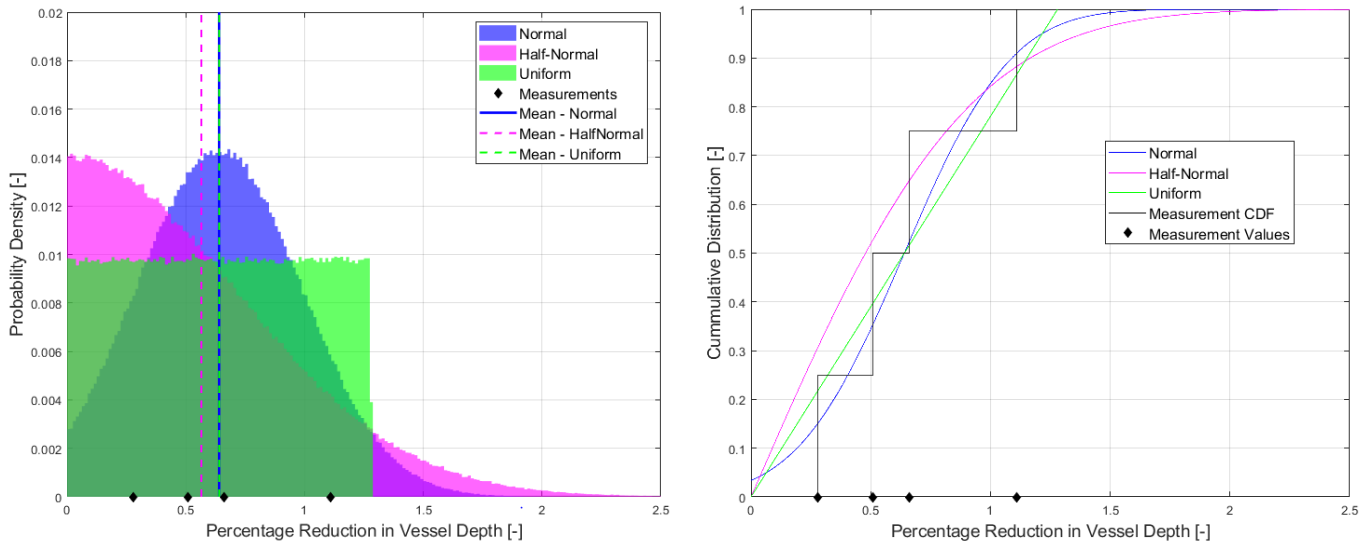 0.02
0.018
0.016
0.014
0.012
0.01
0.008
0.006
0.004
0.002
0
Probability Density [-]
Normal
Half-Normal
Uniform
Measurements
Mean - Normal
Mean - HalfNormal
Mean - Uniform
0 0.5 1 1.5 2 2.5
Percentage Reduction in Vessel Depth [-]
1
0.9
0.8
0.7
0.6
0.5
0.4
0.3
0.2
0.1
0
Cummulative Distribution [-]
Normal
Half-Normal
Uniform
Measurement CDF
Measurement Values
0 0.5 1 1.5 2 2.5
Percentage Reduction in Vessel Depth [-]